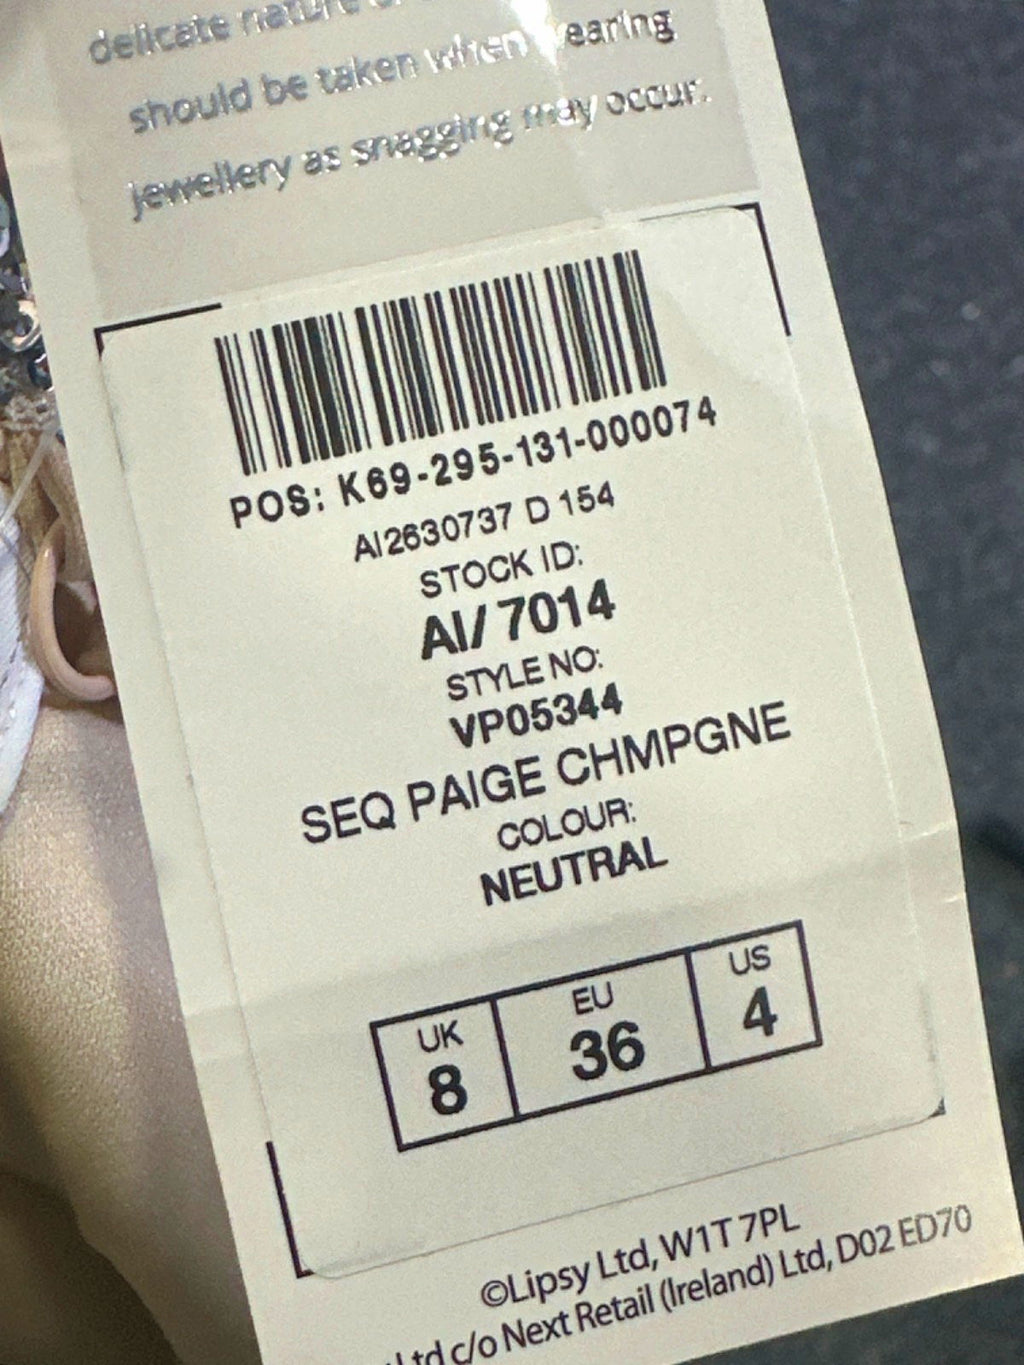 delicate nature
should be taken when wearing
jewellery as snagging may occur.
POS: K69-295-131-000074
AI2630737 D 154
STOCK ID:
AI/ 7014
STYLE NO:
VP05344
SEQ PAIGE CHMPGNE
COLOUR:
NEUTRAL
UK EU US
8 36 4
©Lipsy Ltd, W1T 7PL
Ltd c/o Next Retail (Ireland) Ltd, D02 ED70